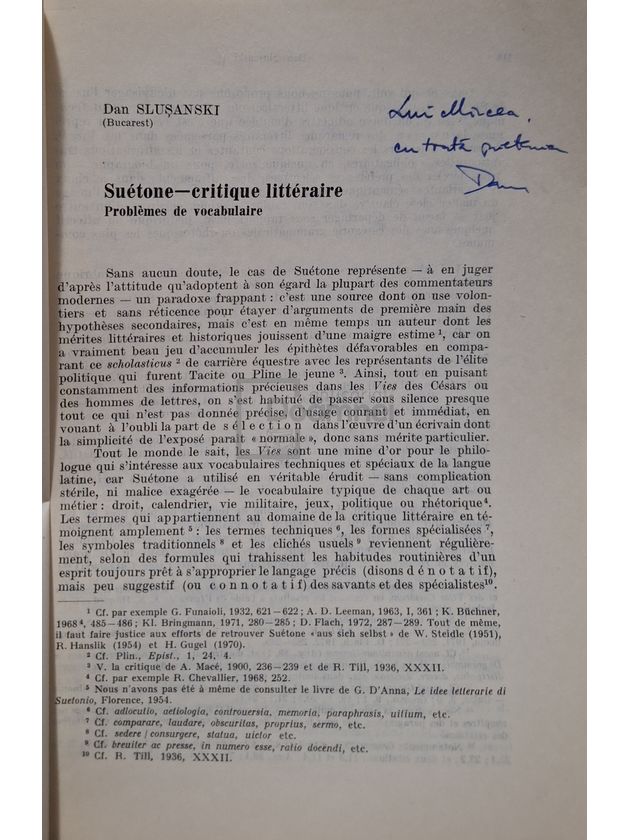 Dan SLUȘANSKI
(Bucarest)
Lui Mircea,
cu toată prietenia
Dan
Suétone—critique littéraire
Problèmes de vocabulaire
Sans aucun doute, le cas de Suétone représente — à en juger
d'après l'attitude qu'adoptent à son égard la plupart des commentateurs
modernes — un paradoxe frappant : c'est une source dont on use volon-
tiers et sans réticence pour étayer d'arguments de première main des
hypothèses secondaires, mais c'est en même temps un auteur dont les
mérites littéraires et historiques jouissent d'une maigre estime ¹, car on
a vraiment beau jeu d'accumuler les épithètes défavorables en compa-
rant ce scholasticus ² de carrière équestre avec les représentants de l'élite
politique qui furent Tacite ou Pline le jeune ³. Ainsi, tout en puisant
constamment des informations précieuses dans les Vies des Césars ou
des hommes de lettres, on s'est habitué de passer sous silence presque
tout ce qui n'est pas donnée précise, d'usage courant et immédiat, en
vouant à l'oubli la part de sélection dans l'œuvre d'un écrivain dont
la simplicité de l'exposé paraît « normale », donc sans mérite particulier.
Tout le monde le sait, les Vies sont une mine d'or pour le philo-
logue qui s'intéresse aux vocabulaires techniques et spéciaux de la langue
latine, car Suétone a utilisé en véritable érudit — sans complication
stérile, ni malice exagérée — le vocabulaire typique de chaque art ou
métier : droit, calendrier, vie militaire, jeux, politique ou rhétorique⁴.
Les termes qui appartiennent au domaine de la critique littéraire en té-
moignent amplement ⁵ : les termes techniques ⁶, les formes spécialisées ⁷,
les symboles traditionnels ⁸ et les clichés usuels ⁹ reviennent régulière-
ment, selon des formules qui trahissent les habitudes routinières d'un
esprit toujours prêt à s'approprier le langage précis (disons dénotatif),
mais peu suggestif (ou connotatif) des savants et des spécialistes¹⁰.
¹ Cf. par exemple G. Funaioli, 1932, 621—622 ; A. D. Leeman, 1963, I, 361 ; K. Büchner,
1968⁴, 485—486 ; Kl. Bringmann, 1971, 280—285 ; D. Flach, 1972, 287—289. Tout de même,
il faut faire justice aux efforts de retrouver Suétone « aus sich selbst » de W. Steidle (1951),
R. Hanslik (1954) et H. Gugel (1970).
² Cf. Plin., Epist., 1, 24, 4.
³ V. la critique de A. Macé, 1900, 236—239 et de R. Till, 1936, XXXII.
⁴ Cf. par exemple R. Chevallier, 1968, 252.
⁵ Nous n'avons pas été à même de consulter le livre de G. D'Anna, Le idee letterarie di
Suetonio, Florence, 1954.
⁶ Cf. adlocutio, aetiologia, controuersia, memoria, paraphrasis, uitium, etc.
⁷ Cf. comparare, laudare, obscuritas, proprius, sermo, etc.
⁸ Cf. sedere / consurgere, statua, uictor etc.
⁹ Cf. breuiter ac presse, in numero esse, ratio docendi, etc.
¹⁰ Cf. R. Till, 1936, XXXII.